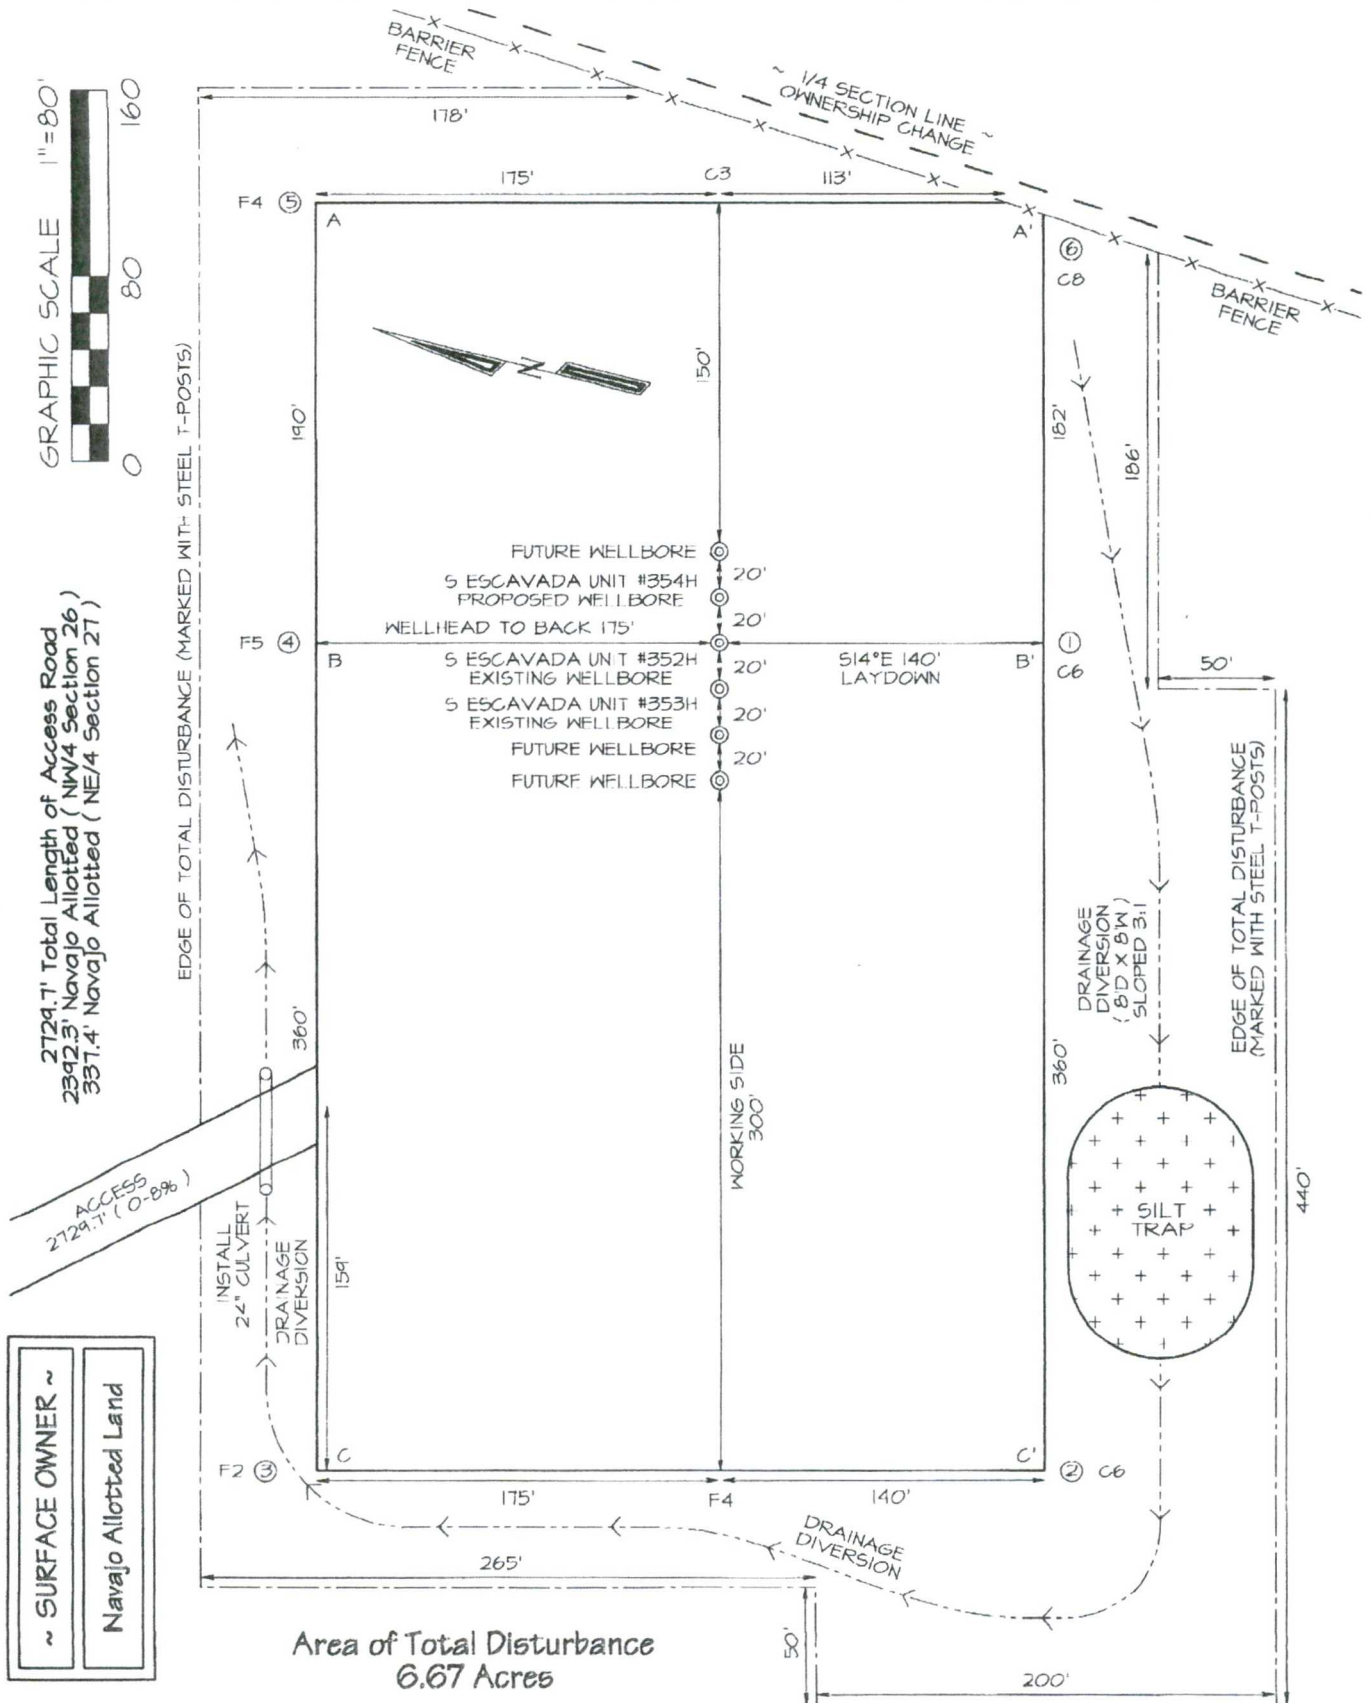 BARRIER
FENCE
~ 1/4 SECTION LINE ~
OWNERSHIP CHANGE
GRAPHIC SCALE 1"=80'
0
80
160
178'
175'
C3
113'
F4 ⑤
A
A'
⑥
C8
BARRIER
FENCE
EDGE OF TOTAL DISTURBANCE (MARKED WITH STEEL T-POSTS)
190'
N
150'
182'
186'
FUTURE WELLBORE
20'
S ESCAVADA UNIT #354H
PROPOSED WELLBORE
20'
F5 ④
WELLHEAD TO BACK 175'
B
S ESCAVADA UNIT #352H
EXISTING WELLBORE
20'
S14°E 140'
LAYDOWN
B'
①
C6
50'
S ESCAVADA UNIT #353H
EXISTING WELLBORE
20'
FUTURE WELLBORE
20'
FUTURE WELLBORE
2729.7' Total Length of Access Road
2392.3' Navajo Allotted ( NW/4 Section 26 )
337.4' Navajo Allotted ( NE/4 Section 27 )
360'
WORKING SIDE
300'
360'
DRAINAGE
DIVERSION
( 8'D X 8'W )
SLOPED 3:1
EDGE OF TOTAL DISTURBANCE
(MARKED WITH STEEL T-POSTS)
440'
ACCESS
2729.7' ( 0-8% )
INSTALL
24" CULVERT
DRAINAGE
DIVERSION
159'
SILT
TRAP
~ SURFACE OWNER ~
Navajo Allotted Land
F2 ③
C
C'
② C6
175'
F4
140'
DRAINAGE
DIVERSION
265'
50'
200'
Area of Total Disturbance
6.67 Acres